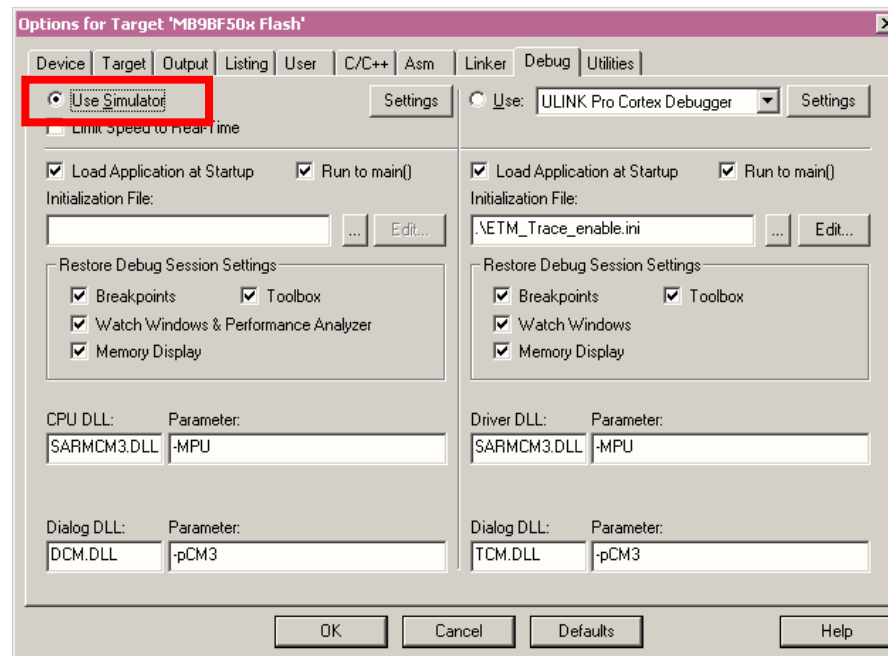 Options for Target 'MB9BF50x Flash'
Device Target Output Listing User C/C++ Asm Linker Debug Utilities
Use Simulator Settings
Limit Speed to Real-Time
Use: ULINK Pro Cortex Debugger Settings
Load Application at Startup Run to main()
Initialization File:
... Edit...
Load Application at Startup Run to main()
Initialization File:
.\ETM_Trace_enable.ini ... Edit...
Restore Debug Session Settings
Breakpoints Toolbox
Watch Windows & Performance Analyzer
Memory Display
Restore Debug Session Settings
Breakpoints Toolbox
Watch Windows
Memory Display
CPU DLL: Parameter:
SARMCM3.DLL -MPU
Driver DLL: Parameter:
SARMCM3.DLL -MPU
Dialog DLL: Parameter:
DCM.DLL -pCM3
Dialog DLL: Parameter:
TCM.DLL -pCM3
OK Cancel Defaults Help